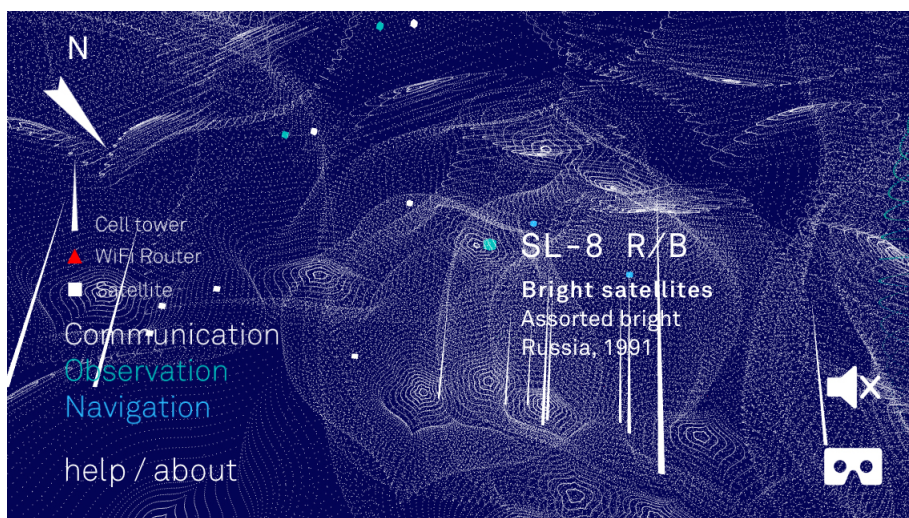 N
Cell tower
WiFi Router
Satellite
SL-8 R/B
Bright satellites
Assorted bright
Russia, 1991
Communication
Observation
Navigation
help / about